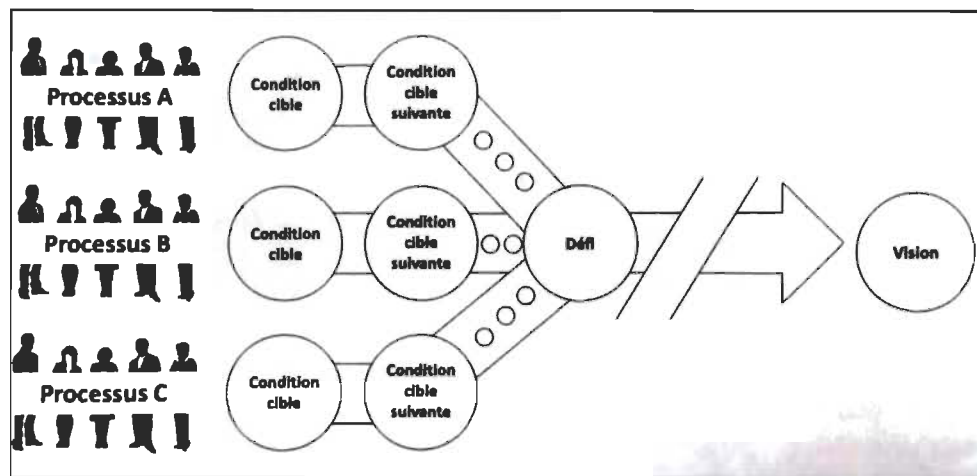 Processus A
Condition
cible
Condition
cible
suivante
Processus B
Condition
cible
Condition
cible
suivante
Défi
Vision
Processus C
Condition
cible
Condition
cible
suivante